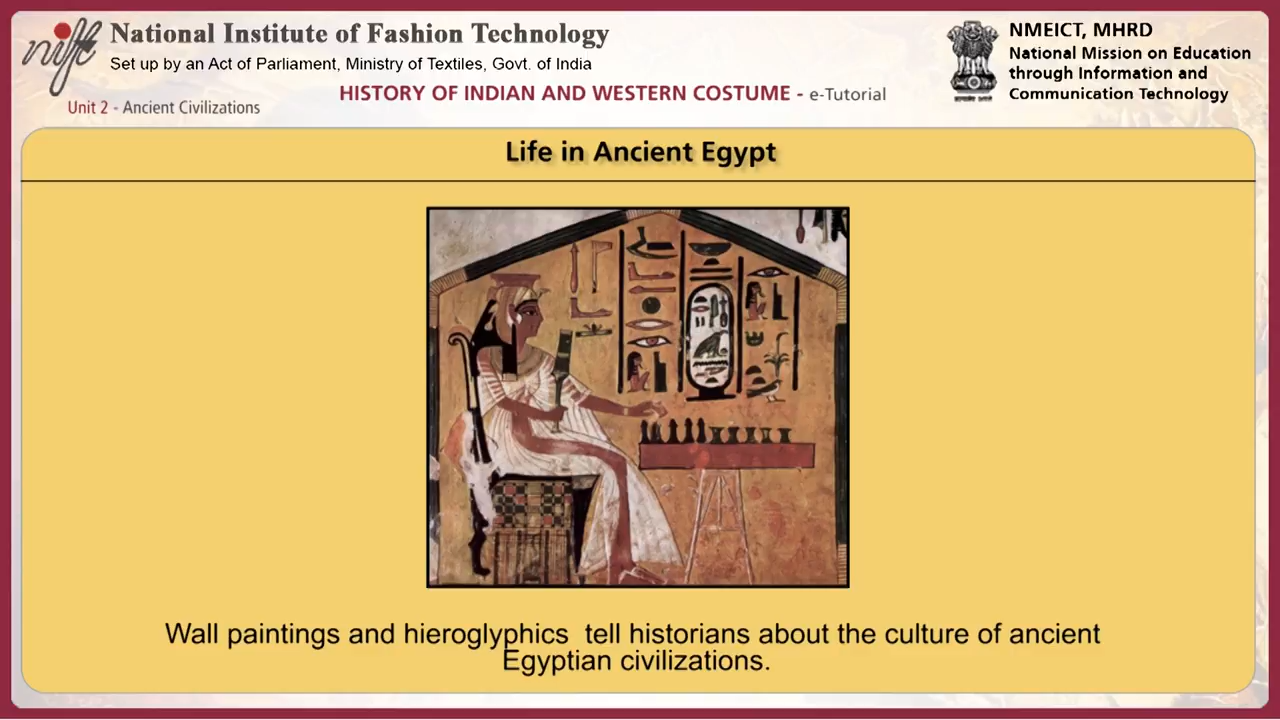 nift
National Institute of Fashion Technology
Set up by an Act of Parliament, Ministry of Textiles, Govt. of India
Unit 2 - Ancient Civilizations
HISTORY OF INDIAN AND WESTERN COSTUME - e-Tutorial
NMEICT, MHRD
National Mission on Education
through Information and
Communication Technology
Life in Ancient Egypt
Wall paintings and hieroglyphics tell historians about the culture of ancient
Egyptian civilizations.